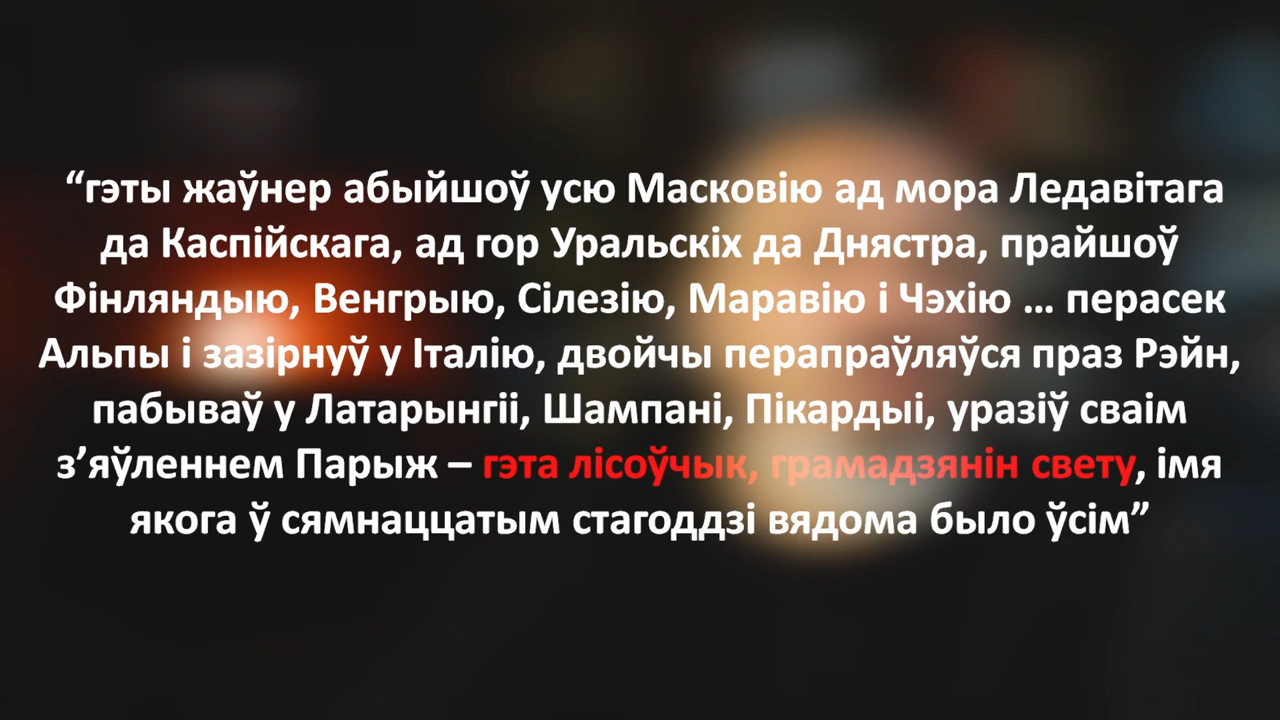 “гэты жаўнер абыйшоў усю Масковію ад мора Ледавітага
да Каспійскага, ад гор Уральскіх да Днястра, прайшоў
Фінляндыю, Венгрыю, Сілезію, Маравію і Чэхію ... перасек
Альпы і зазірнуў у Італію, двойчы перапраўляўся праз Рэйн,
пабываў у Латарынгіі, Шампані, Пікардыі, уразіў сваім
з’яўленнем Парыж – гэта лісоўчык, грамадзянін свету, імя
якога ў сямнаццатым стагоддзі вядома было ўсім”